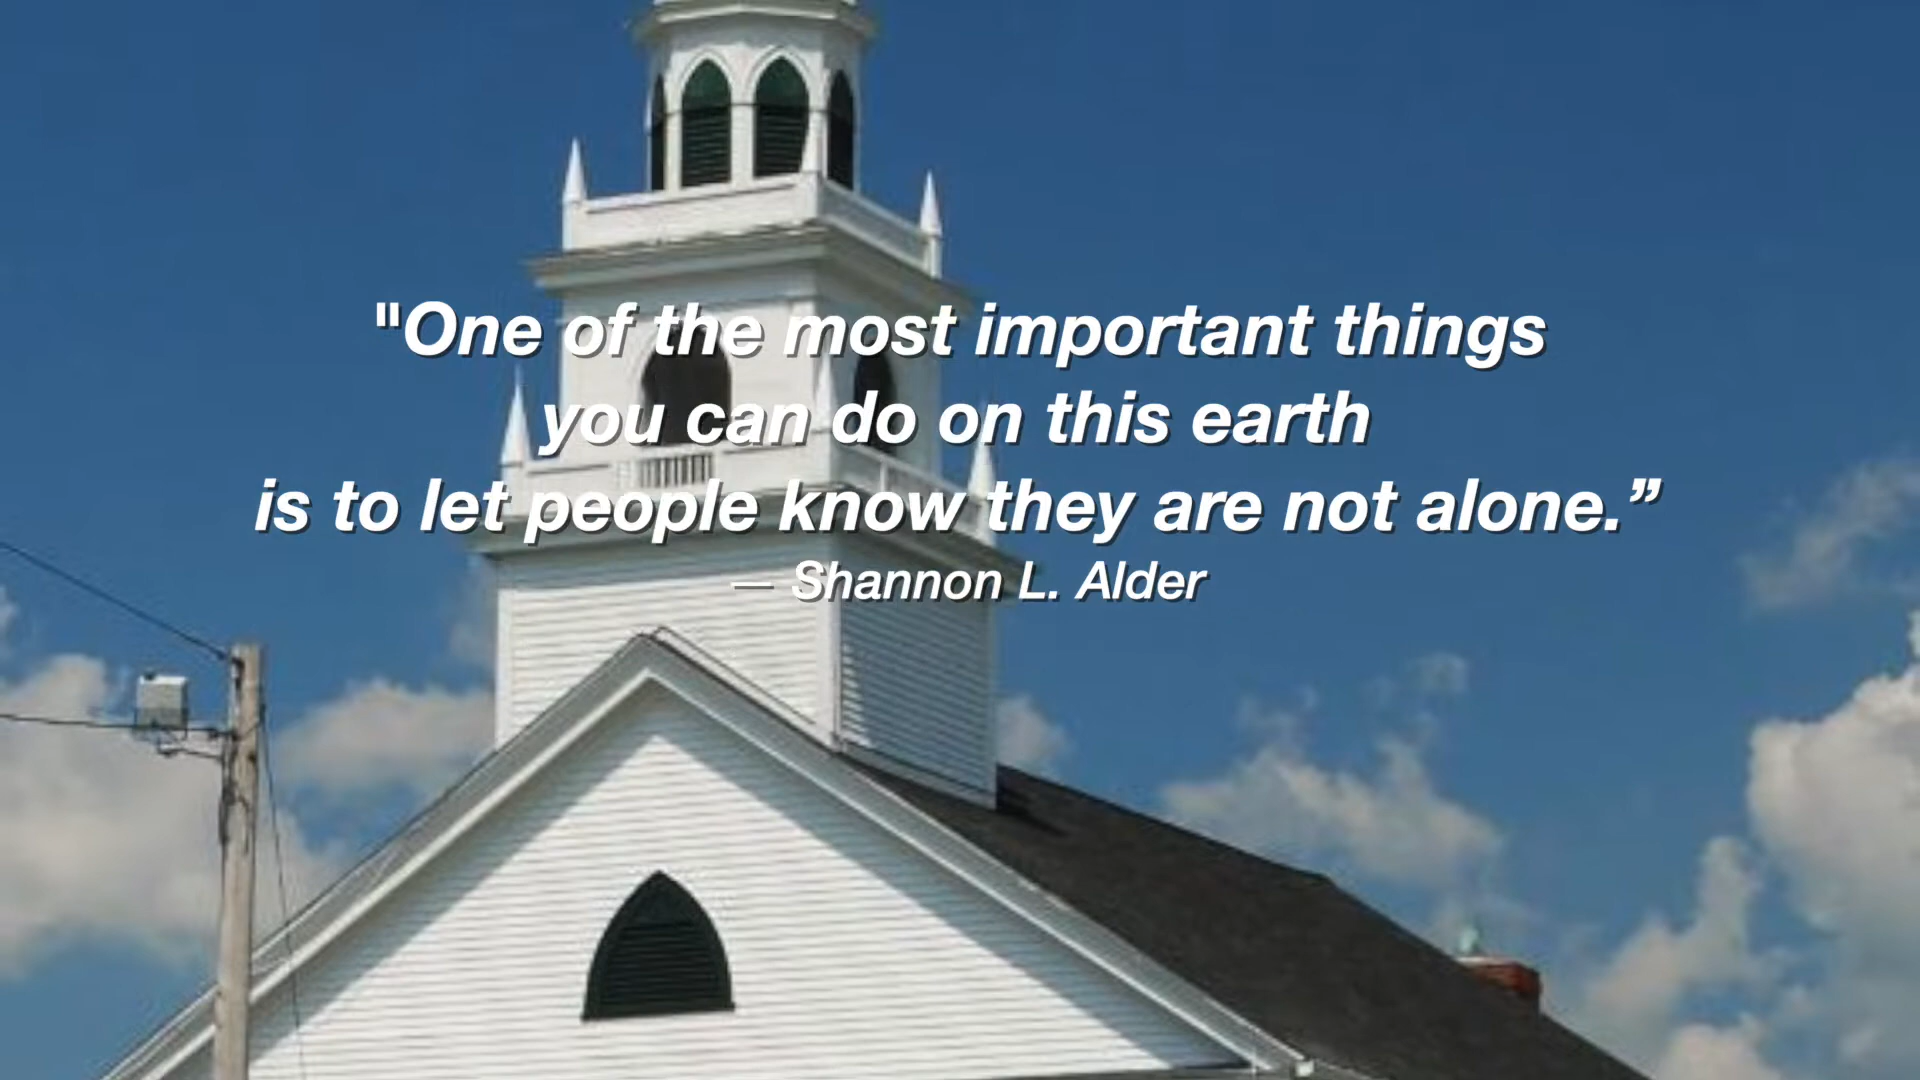 "One of the most important things
you can do on this earth
is to let people know they are not alone.”
— Shannon L. Alder